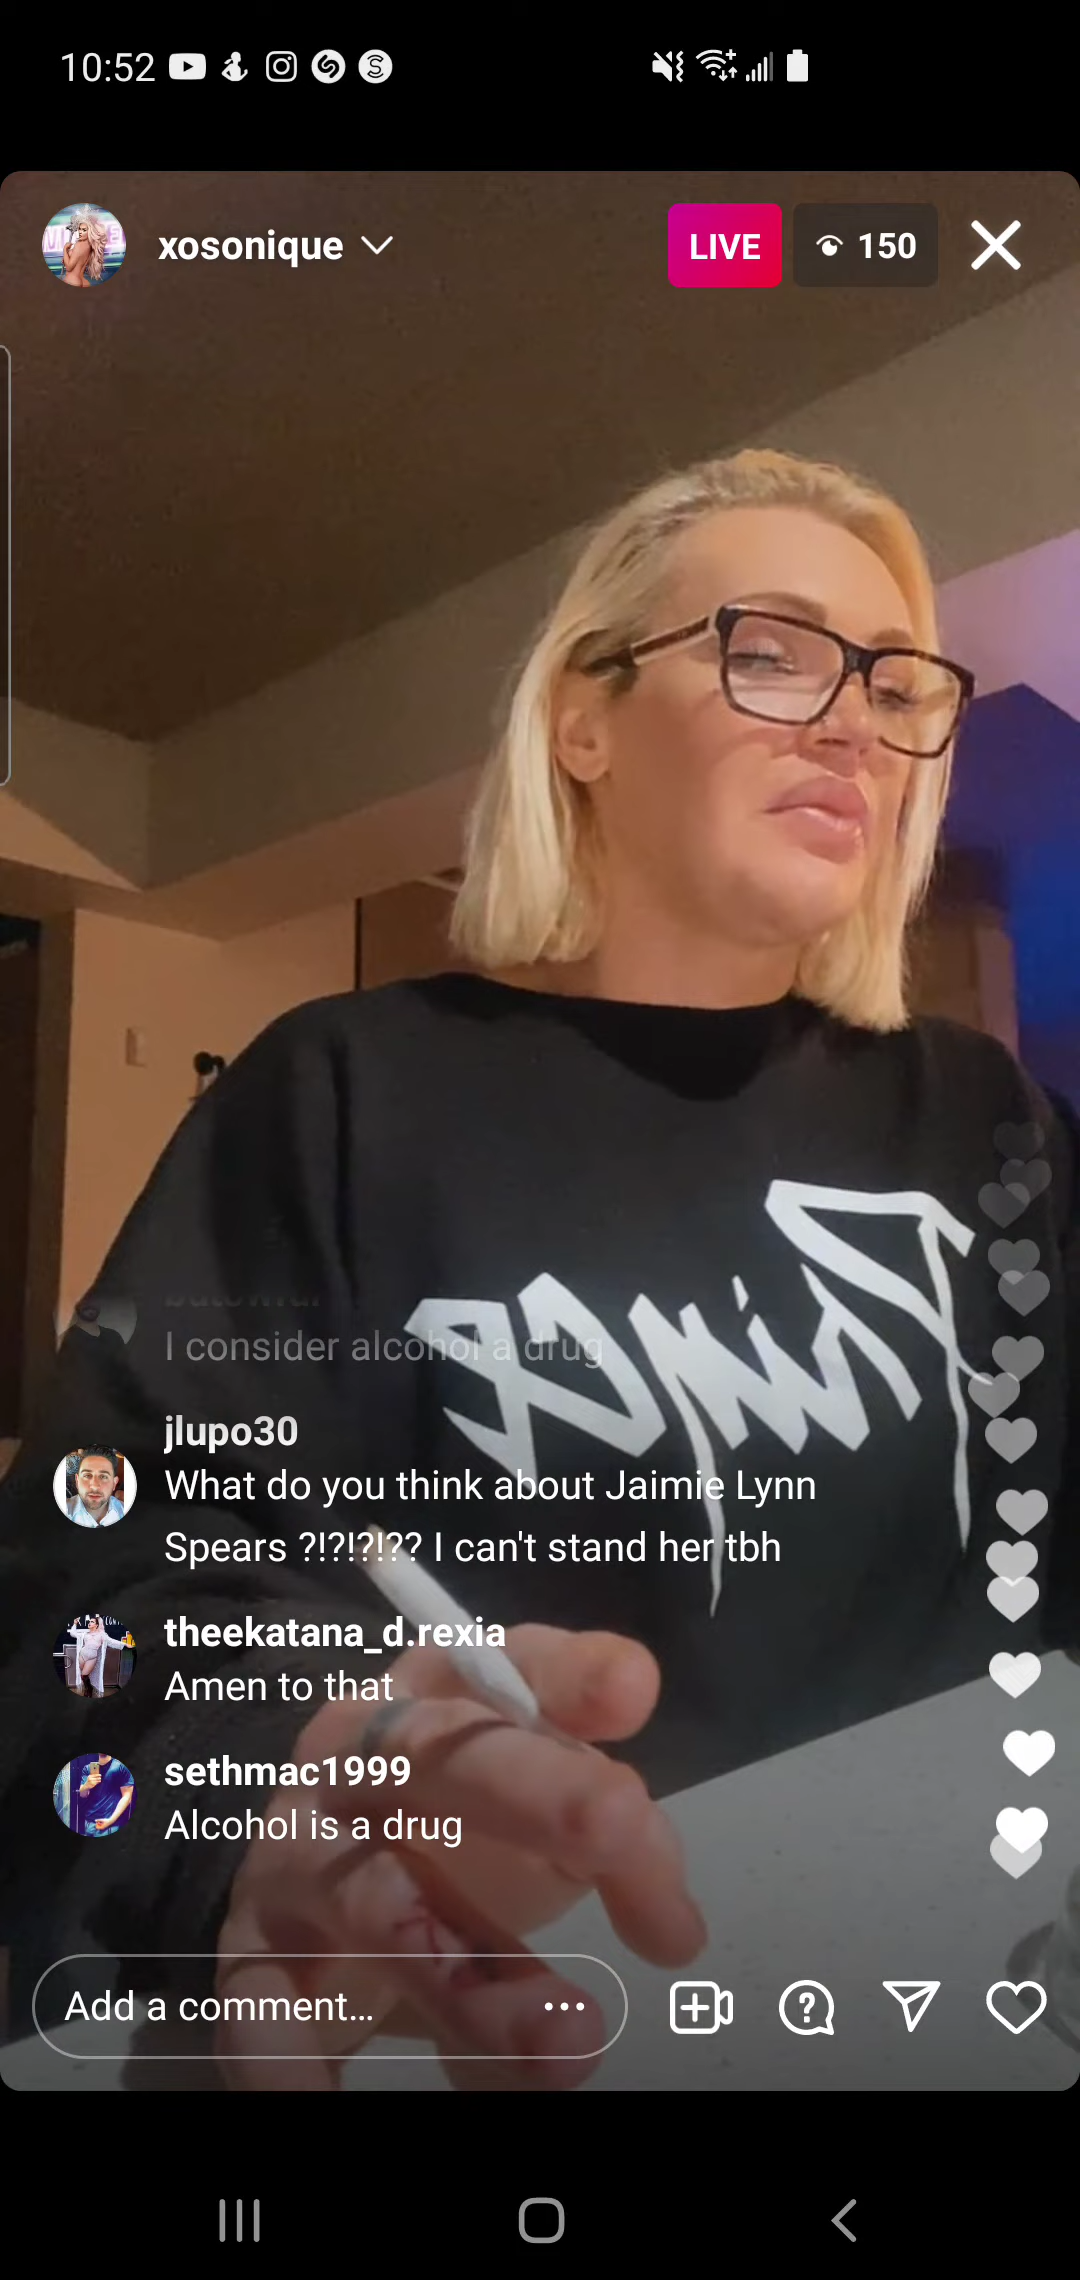 10:52
xosonique
LIVE
150
I consider alcohol a drug
jlupo30
What do you think about Jaimie Lynn
Spears ?!?!?!?? I can't stand her tbh
theekatana_d.rexia
Amen to that
sethmac1999
Alcohol is a drug
Add a comment...